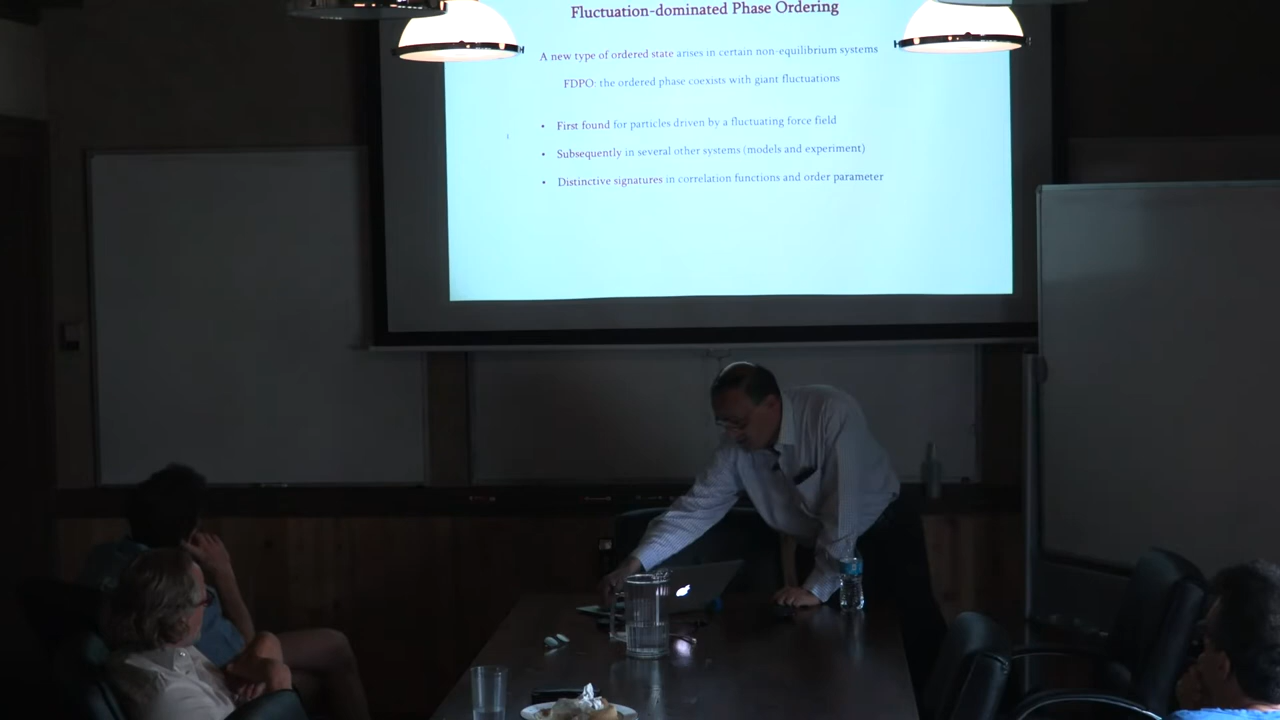 Fluctuation-dominated Phase Ordering
A new type of ordered state arises in certain non-equilibrium systems
FDPO: the ordered phase coexists with giant fluctuations
• First found for particles driven by a fluctuating force field
• Subsequently in several other systems (models and experiment)
• Distinctive signatures in correlation functions and order parameter